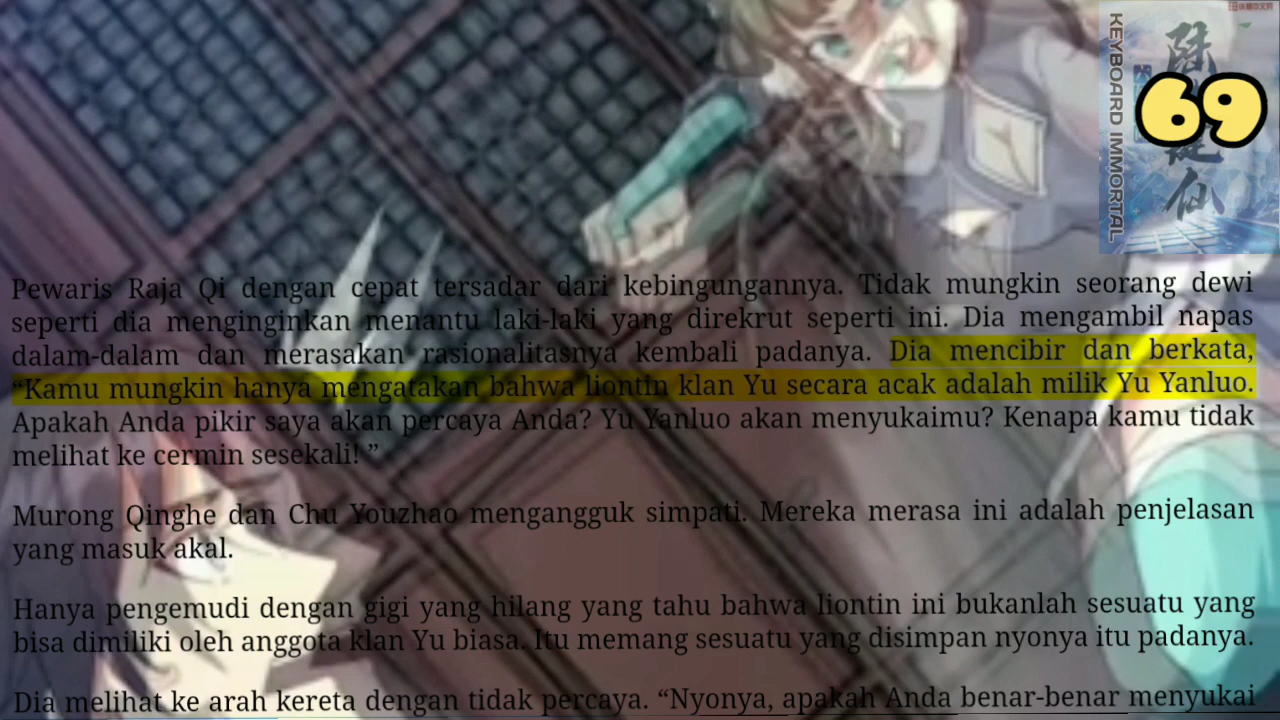 KEYBOARD IMMORTAL
69
Pewaris Raja Qi dengan cepat tersadar dari kebingungannya. Tidak mungkin seorang dewi
seperti dia menginginkan menantu laki-laki yang direkrut seperti ini. Dia mengambil napas
dalam-dalam dan merasakan rasionalitasnya kembali padanya. Dia mencibir dan berkata,
“Kamu mungkin hanya mengatakan bahwa liontin klan Yu secara acak adalah milik Yu Yanluo.
Apakah Anda pikir saya akan percaya Anda? Yu Yanluo akan menyukaimu? Kenapa kamu tidak
melihat ke cermin sesekali! ”
Murong Qinghe dan Chu Youzhao mengangguk simpati. Mereka merasa ini adalah penjelasan
yang masuk akal.
Hanya pengemudi dengan gigi yang hilang yang tahu bahwa liontin ini bukanlah sesuatu yang
bisa dimiliki oleh anggota klan Yu biasa. Itu memang sesuatu yang disimpan nyonya itu padanya.
Dia melihat ke arah kereta dengan tidak percaya. “Nyonya, apakah Anda benar-benar menyukai